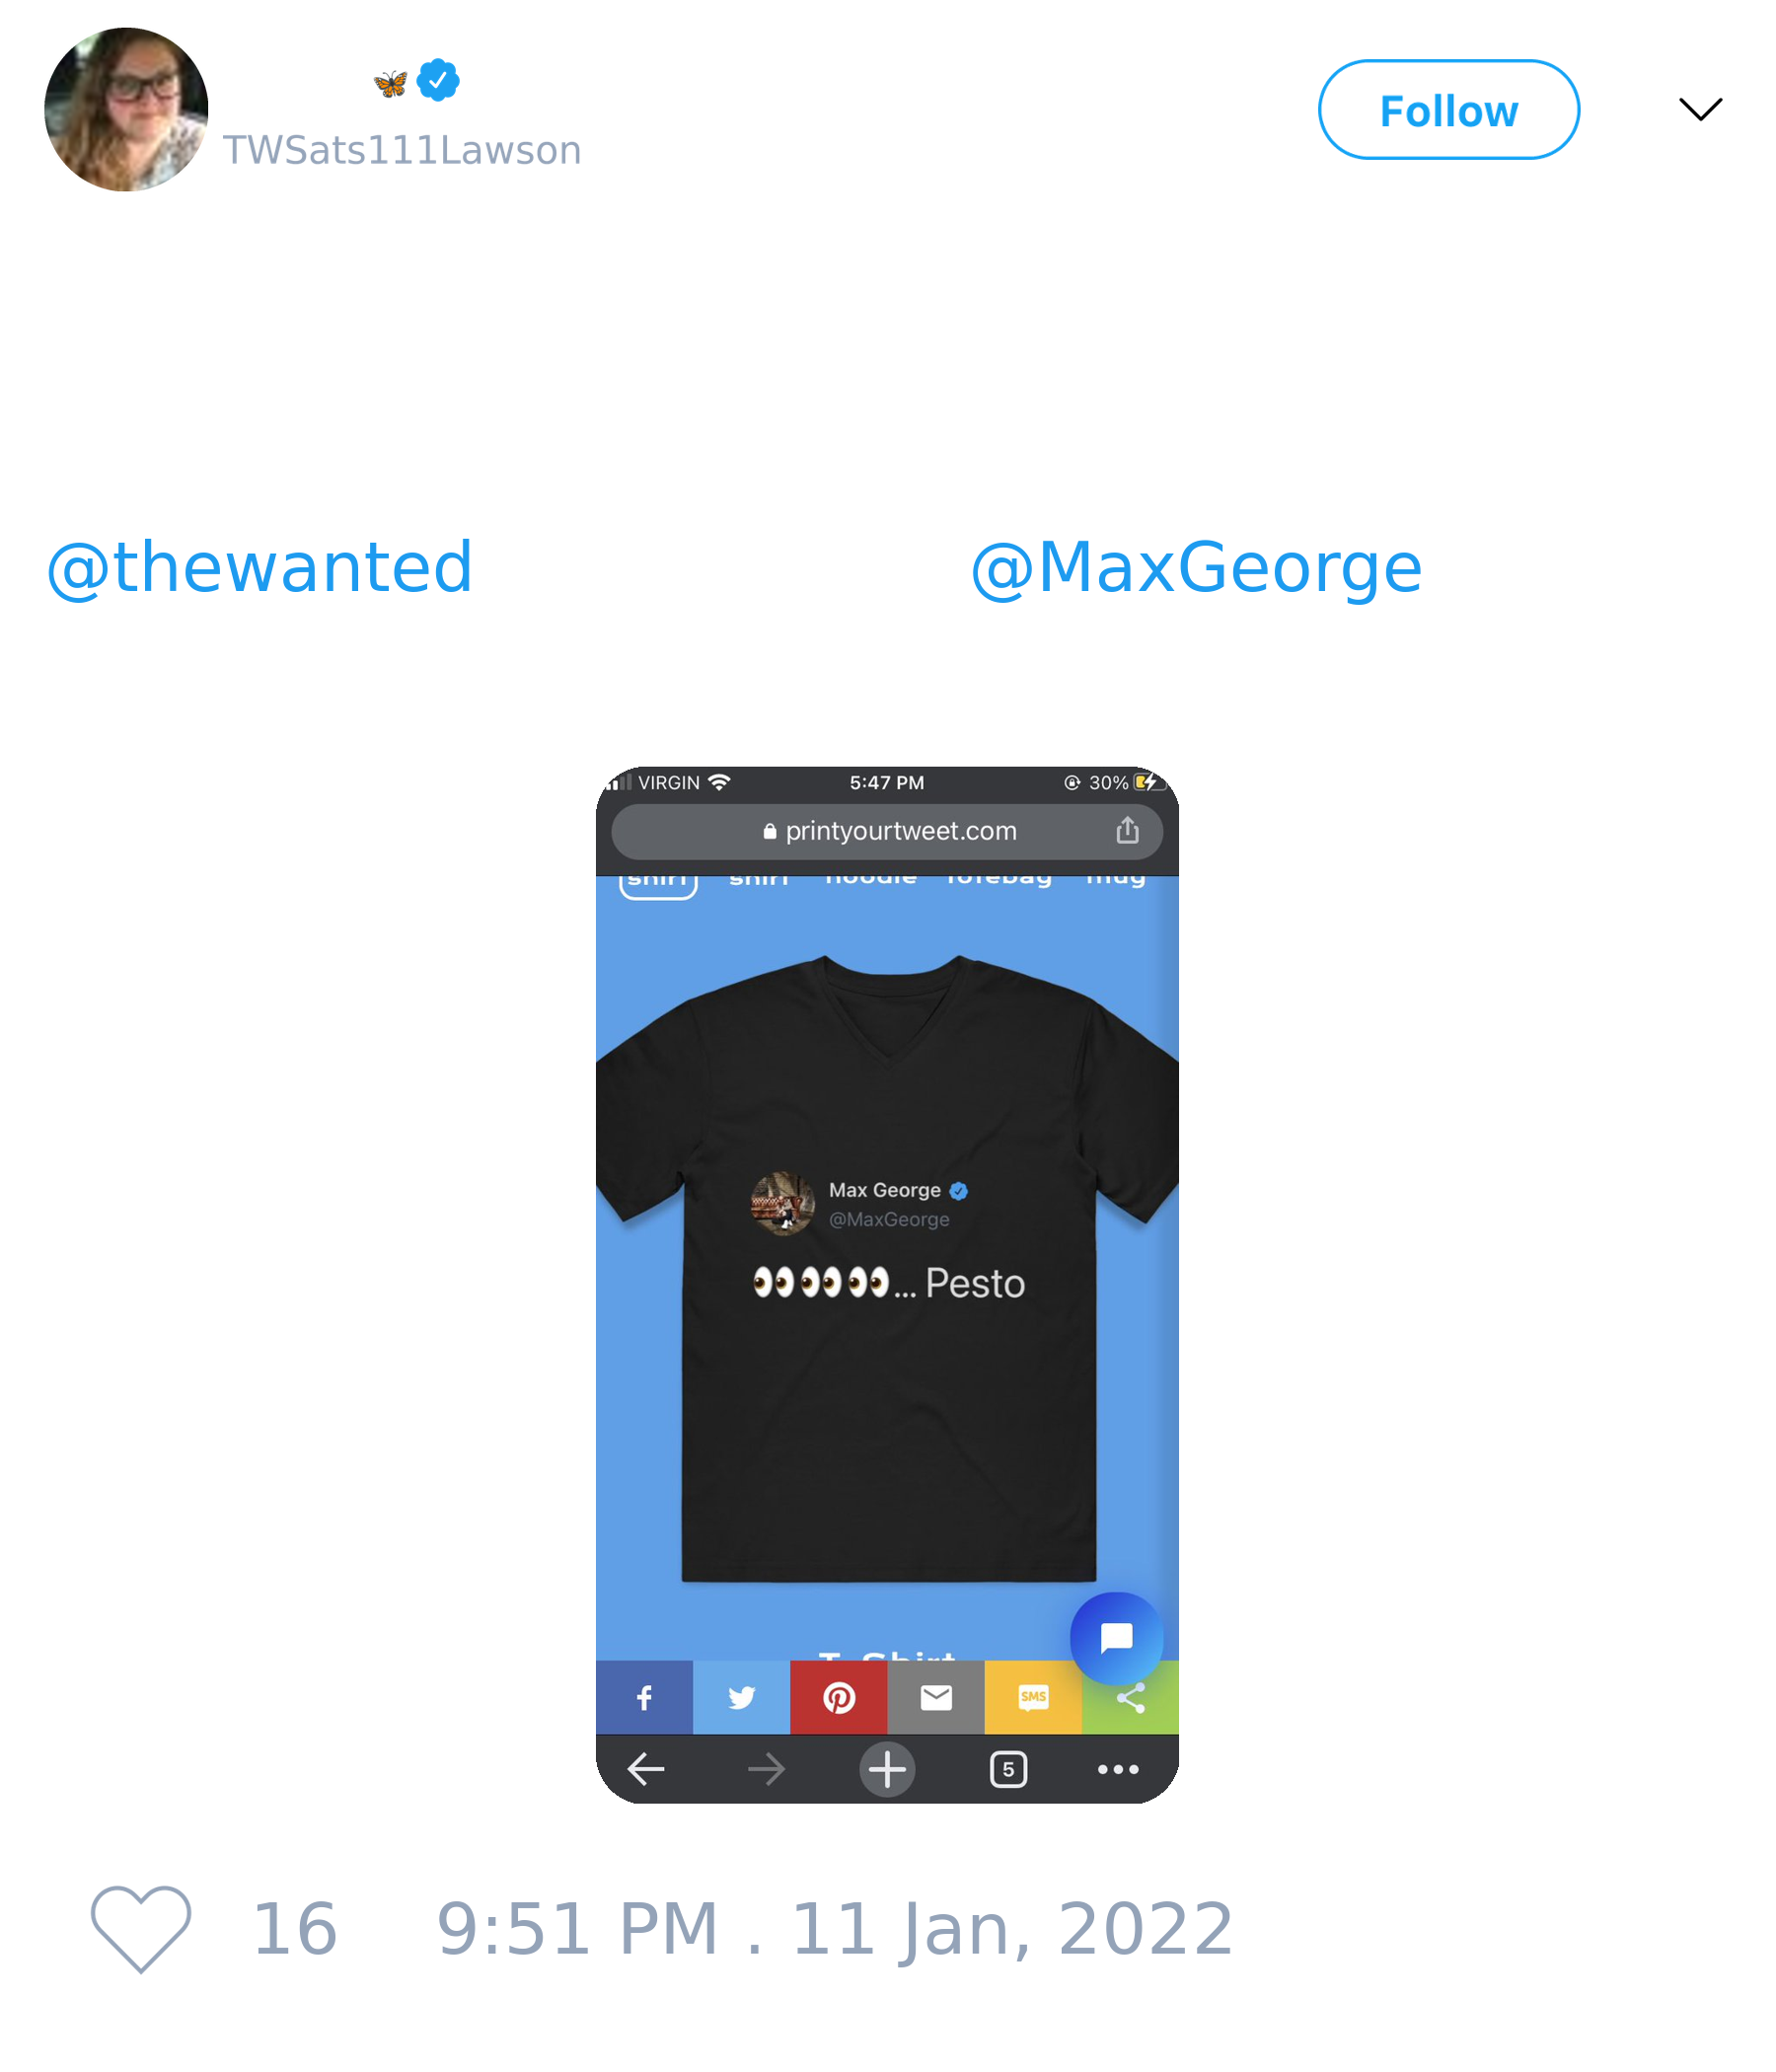 🦋
TWSats111Lawson
Follow
@thewanted @MaxGeorge
VIRGIN 5:47 PM 30%
printyourtweet.com
shirt shirt hoodie totebag mug
Max George
@MaxGeorge
👀👀👀... Pesto
T-Shirt
SMS
5
16 9:51 PM . 11 Jan, 2022